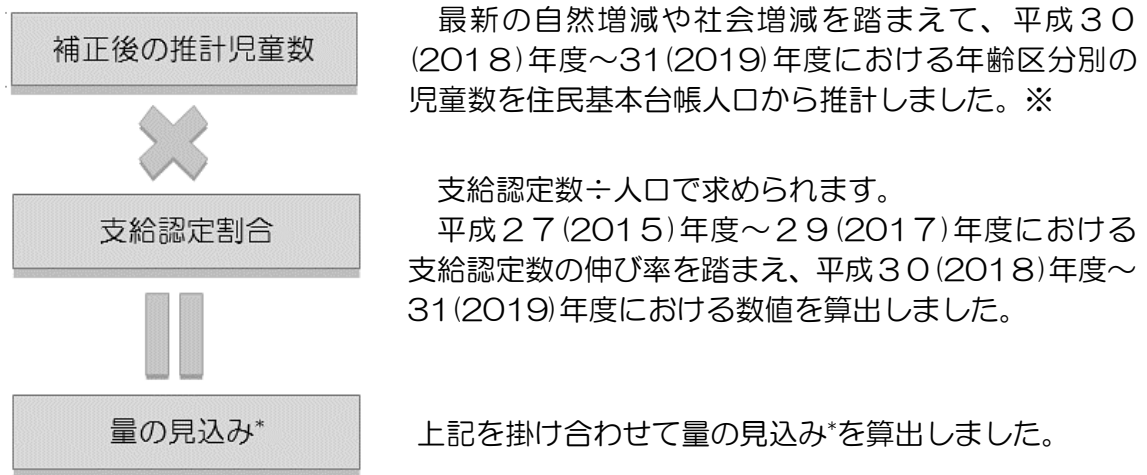 補正後の推計児童数
最新の自然増減や社会増減を踏まえて、平成３０
(201８)年度～31(2019)年度における年齢区分別の
児童数を住民基本台帳人口から推計しました。※
支給認定割合
支給認定数÷人口で求められます。
平成２７(2015)年度～２９(201７)年度における
支給認定数の伸び率を踏まえ、平成３０(201８)年度～
31(2019)年度における数値を算出しました。
量の見込み*
上記を掛け合わせて量の見込み*を算出しました。